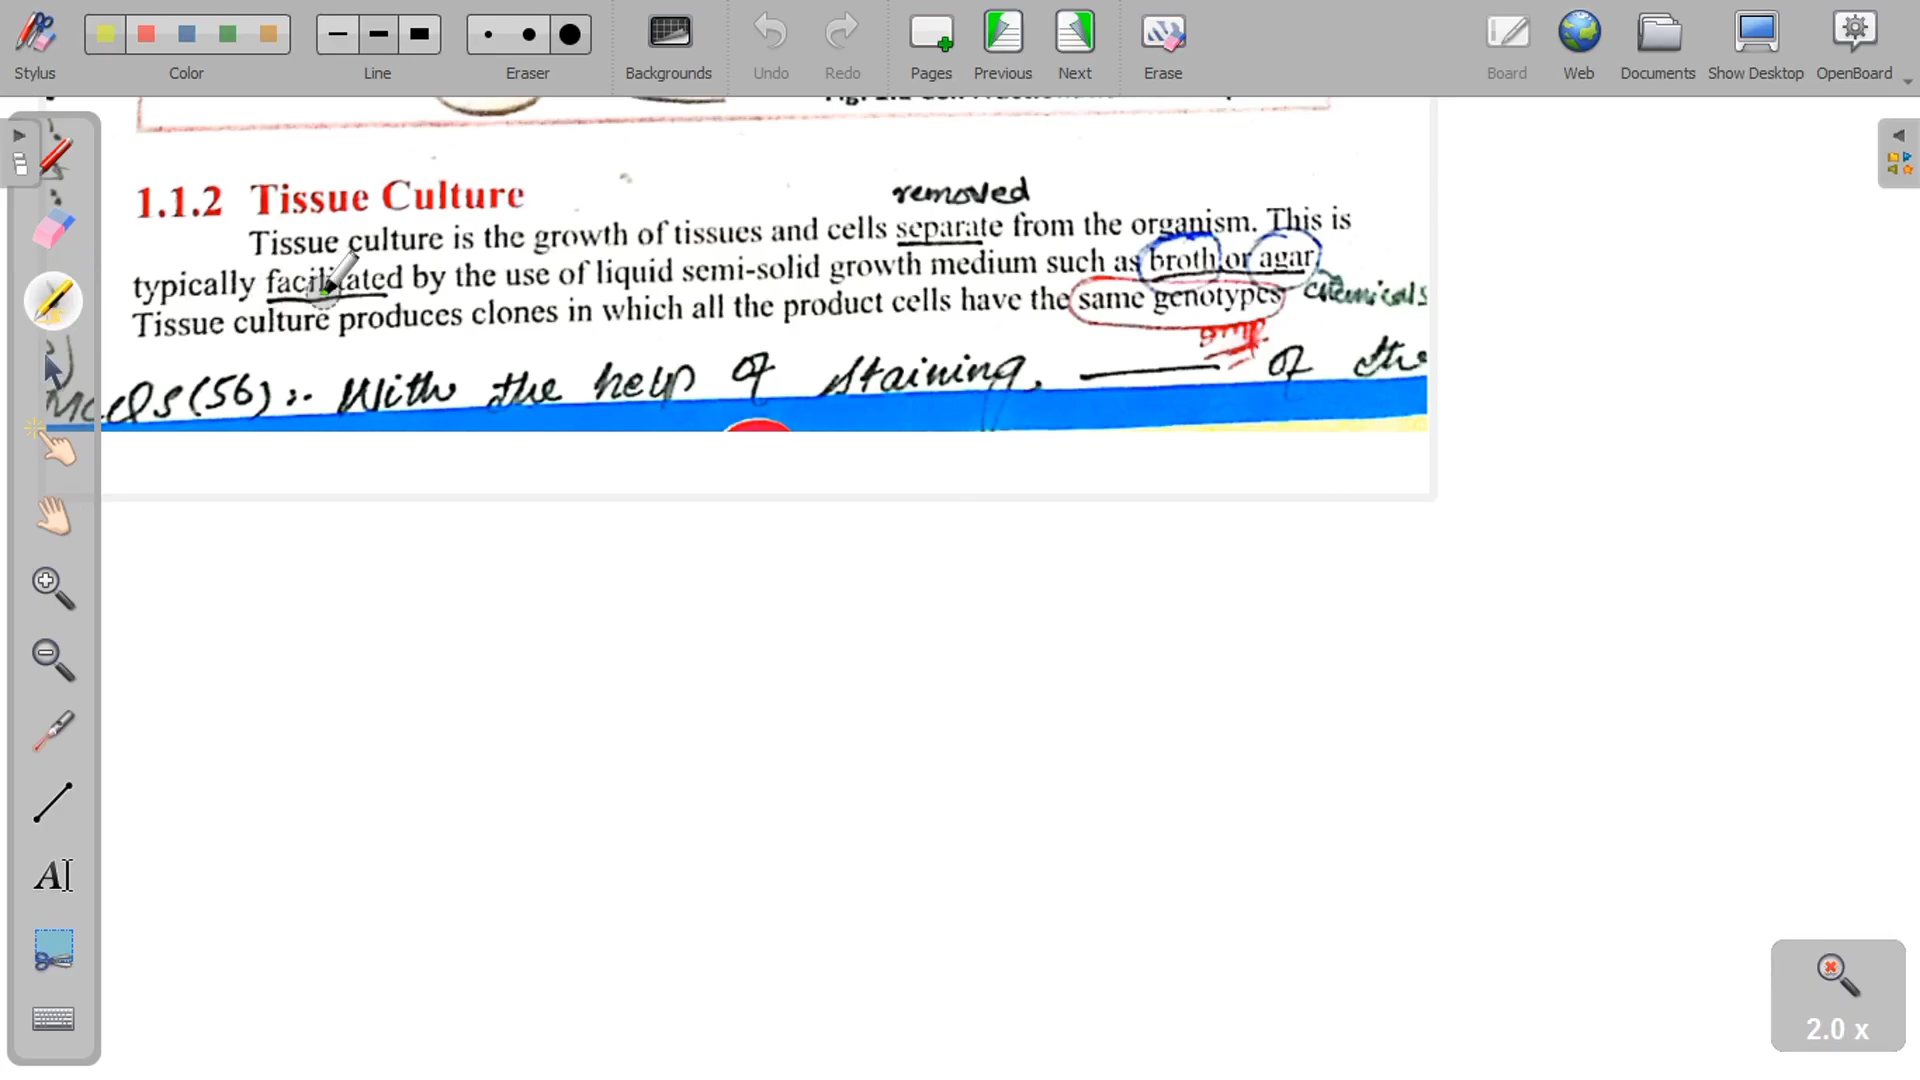 Stylus
Color
Line
Eraser
Backgrounds
Undo
Redo
Pages
Previous
Next
Erase
Board
Web
Documents
Show Desktop
OpenBoard
1.1.2 Tissue Culture
removed
Tissue culture is the growth of tissues and cells separate from the organism. This is
typically facilitated by the use of liquid semi-solid growth medium such as broth or agar
chemicals
Tissue culture produces clones in which all the product cells have the same genotypes
McQs(56):- With the help of staining, of the
2.0 x